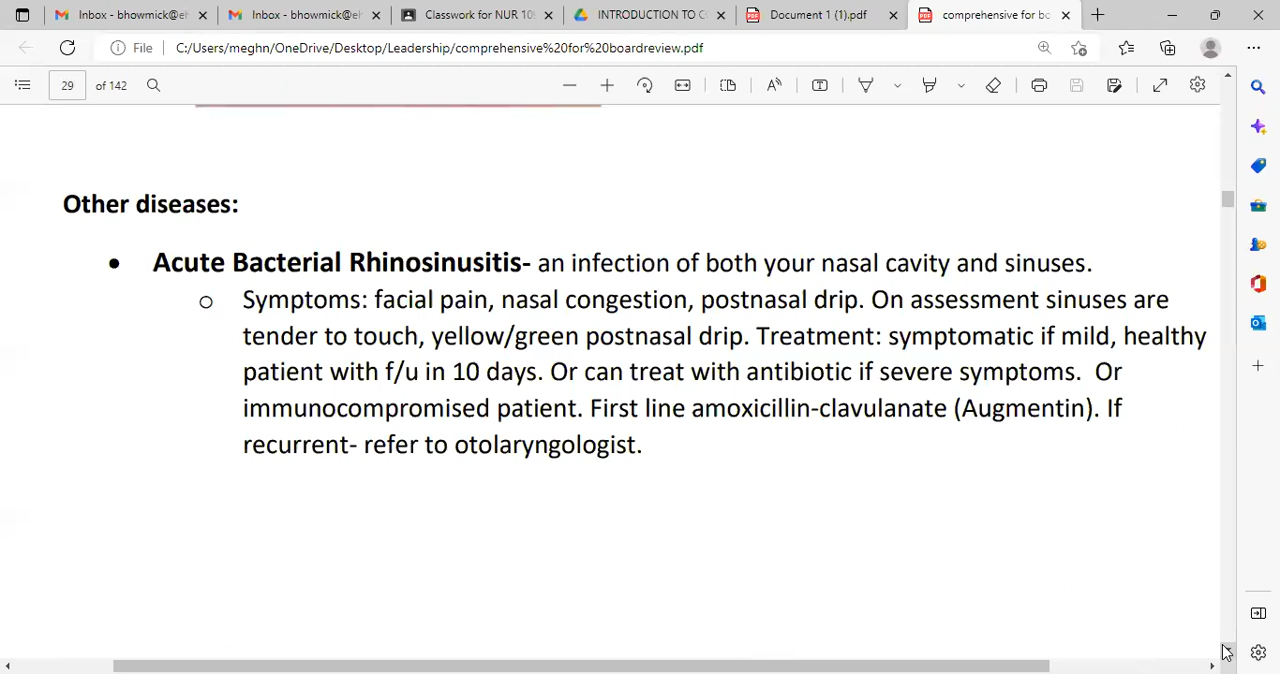 Inbox - bhowmick@eh
Inbox - bhowmick@eh
Classwork for NUR 10
INTRODUCTION TO C
Document 1 (1).pdf
comprehensive for bo
File
C:/Users/meghn/OneDrive/Desktop/Leadership/comprehensive%20for%20boardreview.pdf
29 of 142
Other diseases:
• Acute Bacterial Rhinosinusitis- an infection of both your nasal cavity and sinuses.
o Symptoms: facial pain, nasal congestion, postnasal drip. On assessment sinuses are
tender to touch, yellow/green postnasal drip. Treatment: symptomatic if mild, healthy
patient with f/u in 10 days. Or can treat with antibiotic if severe symptoms. Or
immunocompromised patient. First line amoxicillin-clavulanate (Augmentin). If
recurrent- refer to otolaryngologist.